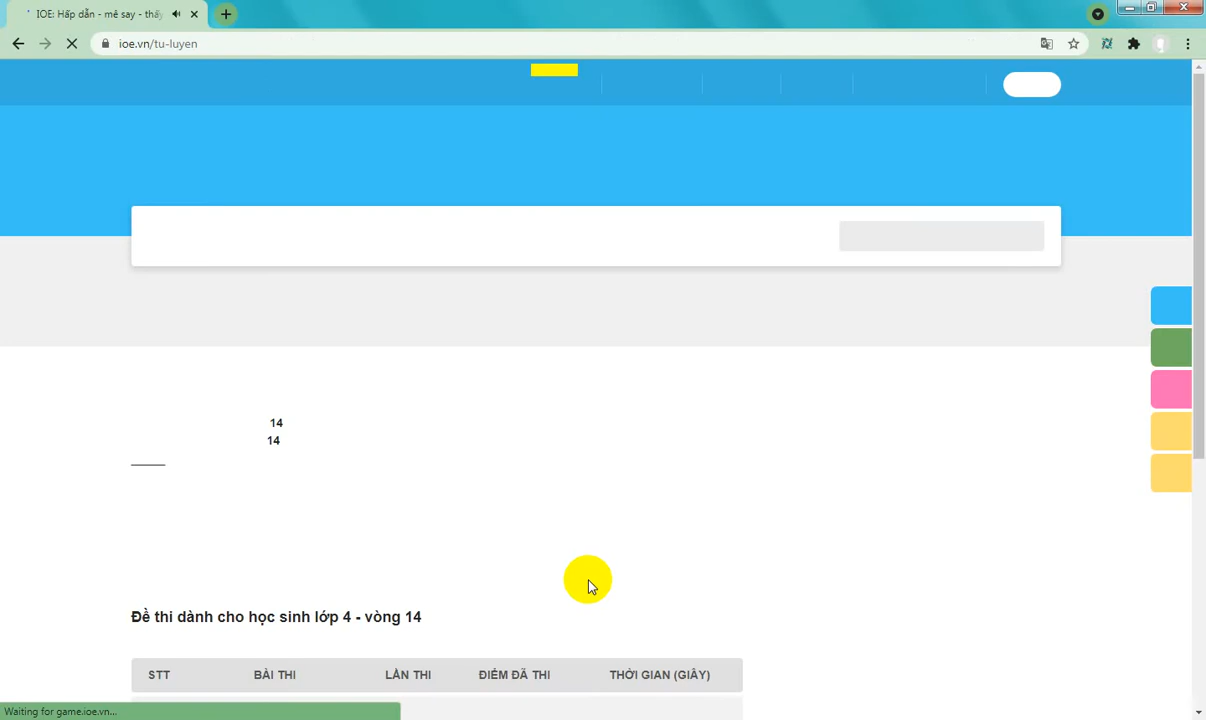 IOE: Hấp dẫn - mê say - thấy
ioe.vn/tu-luyen
14
14
Đề thi dành cho học sinh lớp 4 - vòng 14
STT BÀI THI LẦN THI ĐIỂM ĐÃ THI THỜI GIAN (GIÂY)
Waiting for game.ioe.vn...